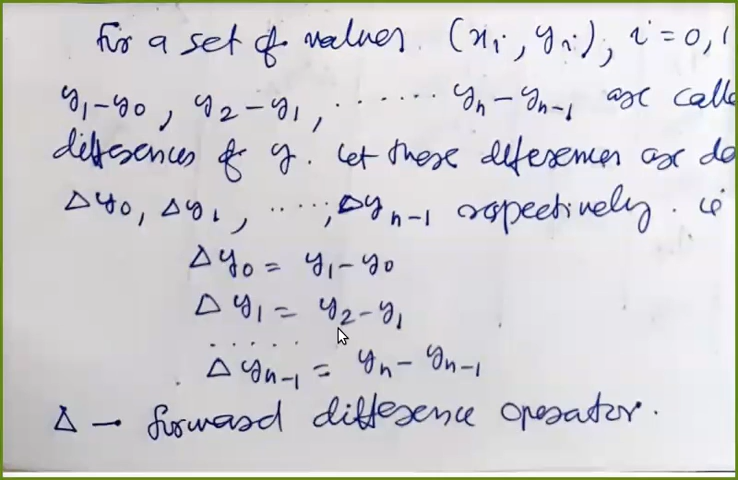 For a set of values. (xi, yi), i = 0, 1
y1-y0, y2-y1, ...... yn-yn-1 are calle
differences of y. Let these differences are de
Δy0, Δy1, ....., Δyn-1 respectively. ie
Δy0 = y1-y0
Δy1 = y2-y1
. . . . .
Δyn-1 = yn-yn-1
Δ — forward difference operator.